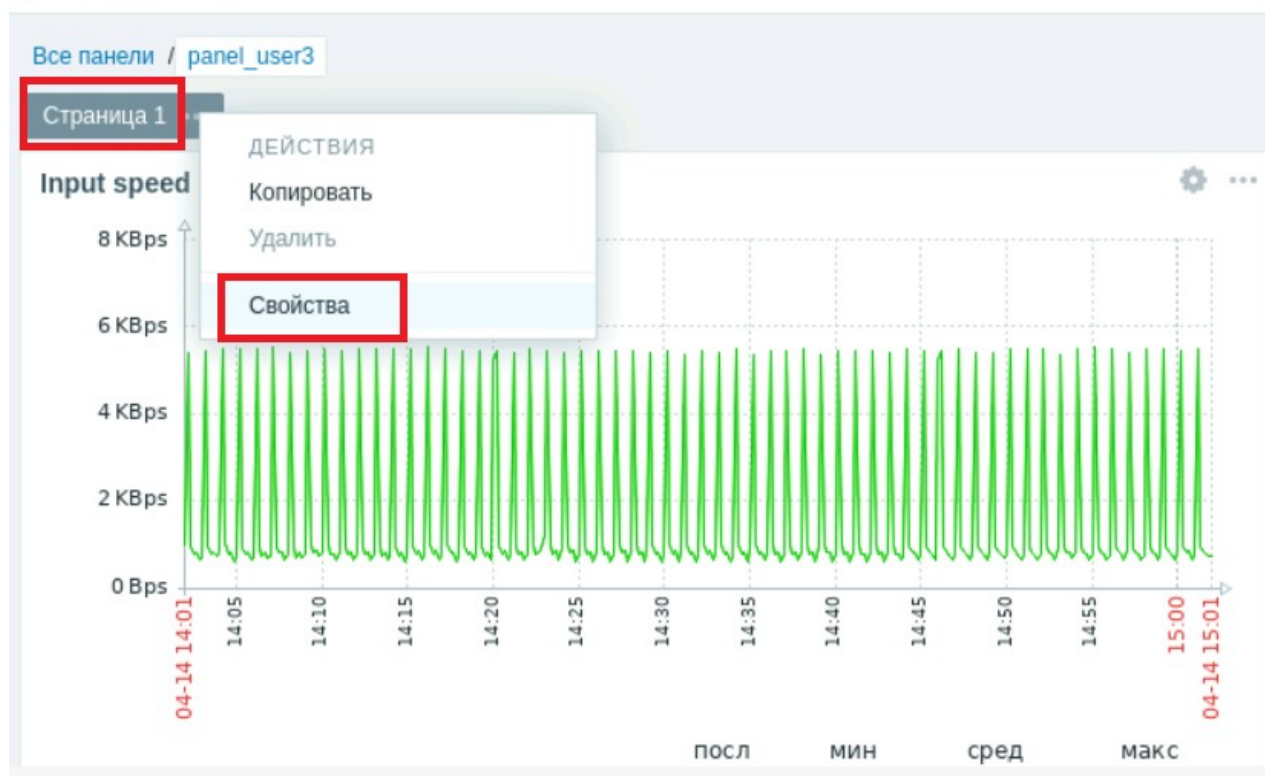 Все панели / panel_user3
Страница 1 ...
ДЕЙСТВИЯ
Копировать
Удалить
Свойства
Input speed
8 KBps
6 KBps
4 KBps
2 KBps
0 Bps
04-14 14:01
14:05
14:10
14:15
14:20
14:25
14:30
14:35
14:40
14:45
14:50
14:55
15:00
04-14 15:01
посл мин сред макс